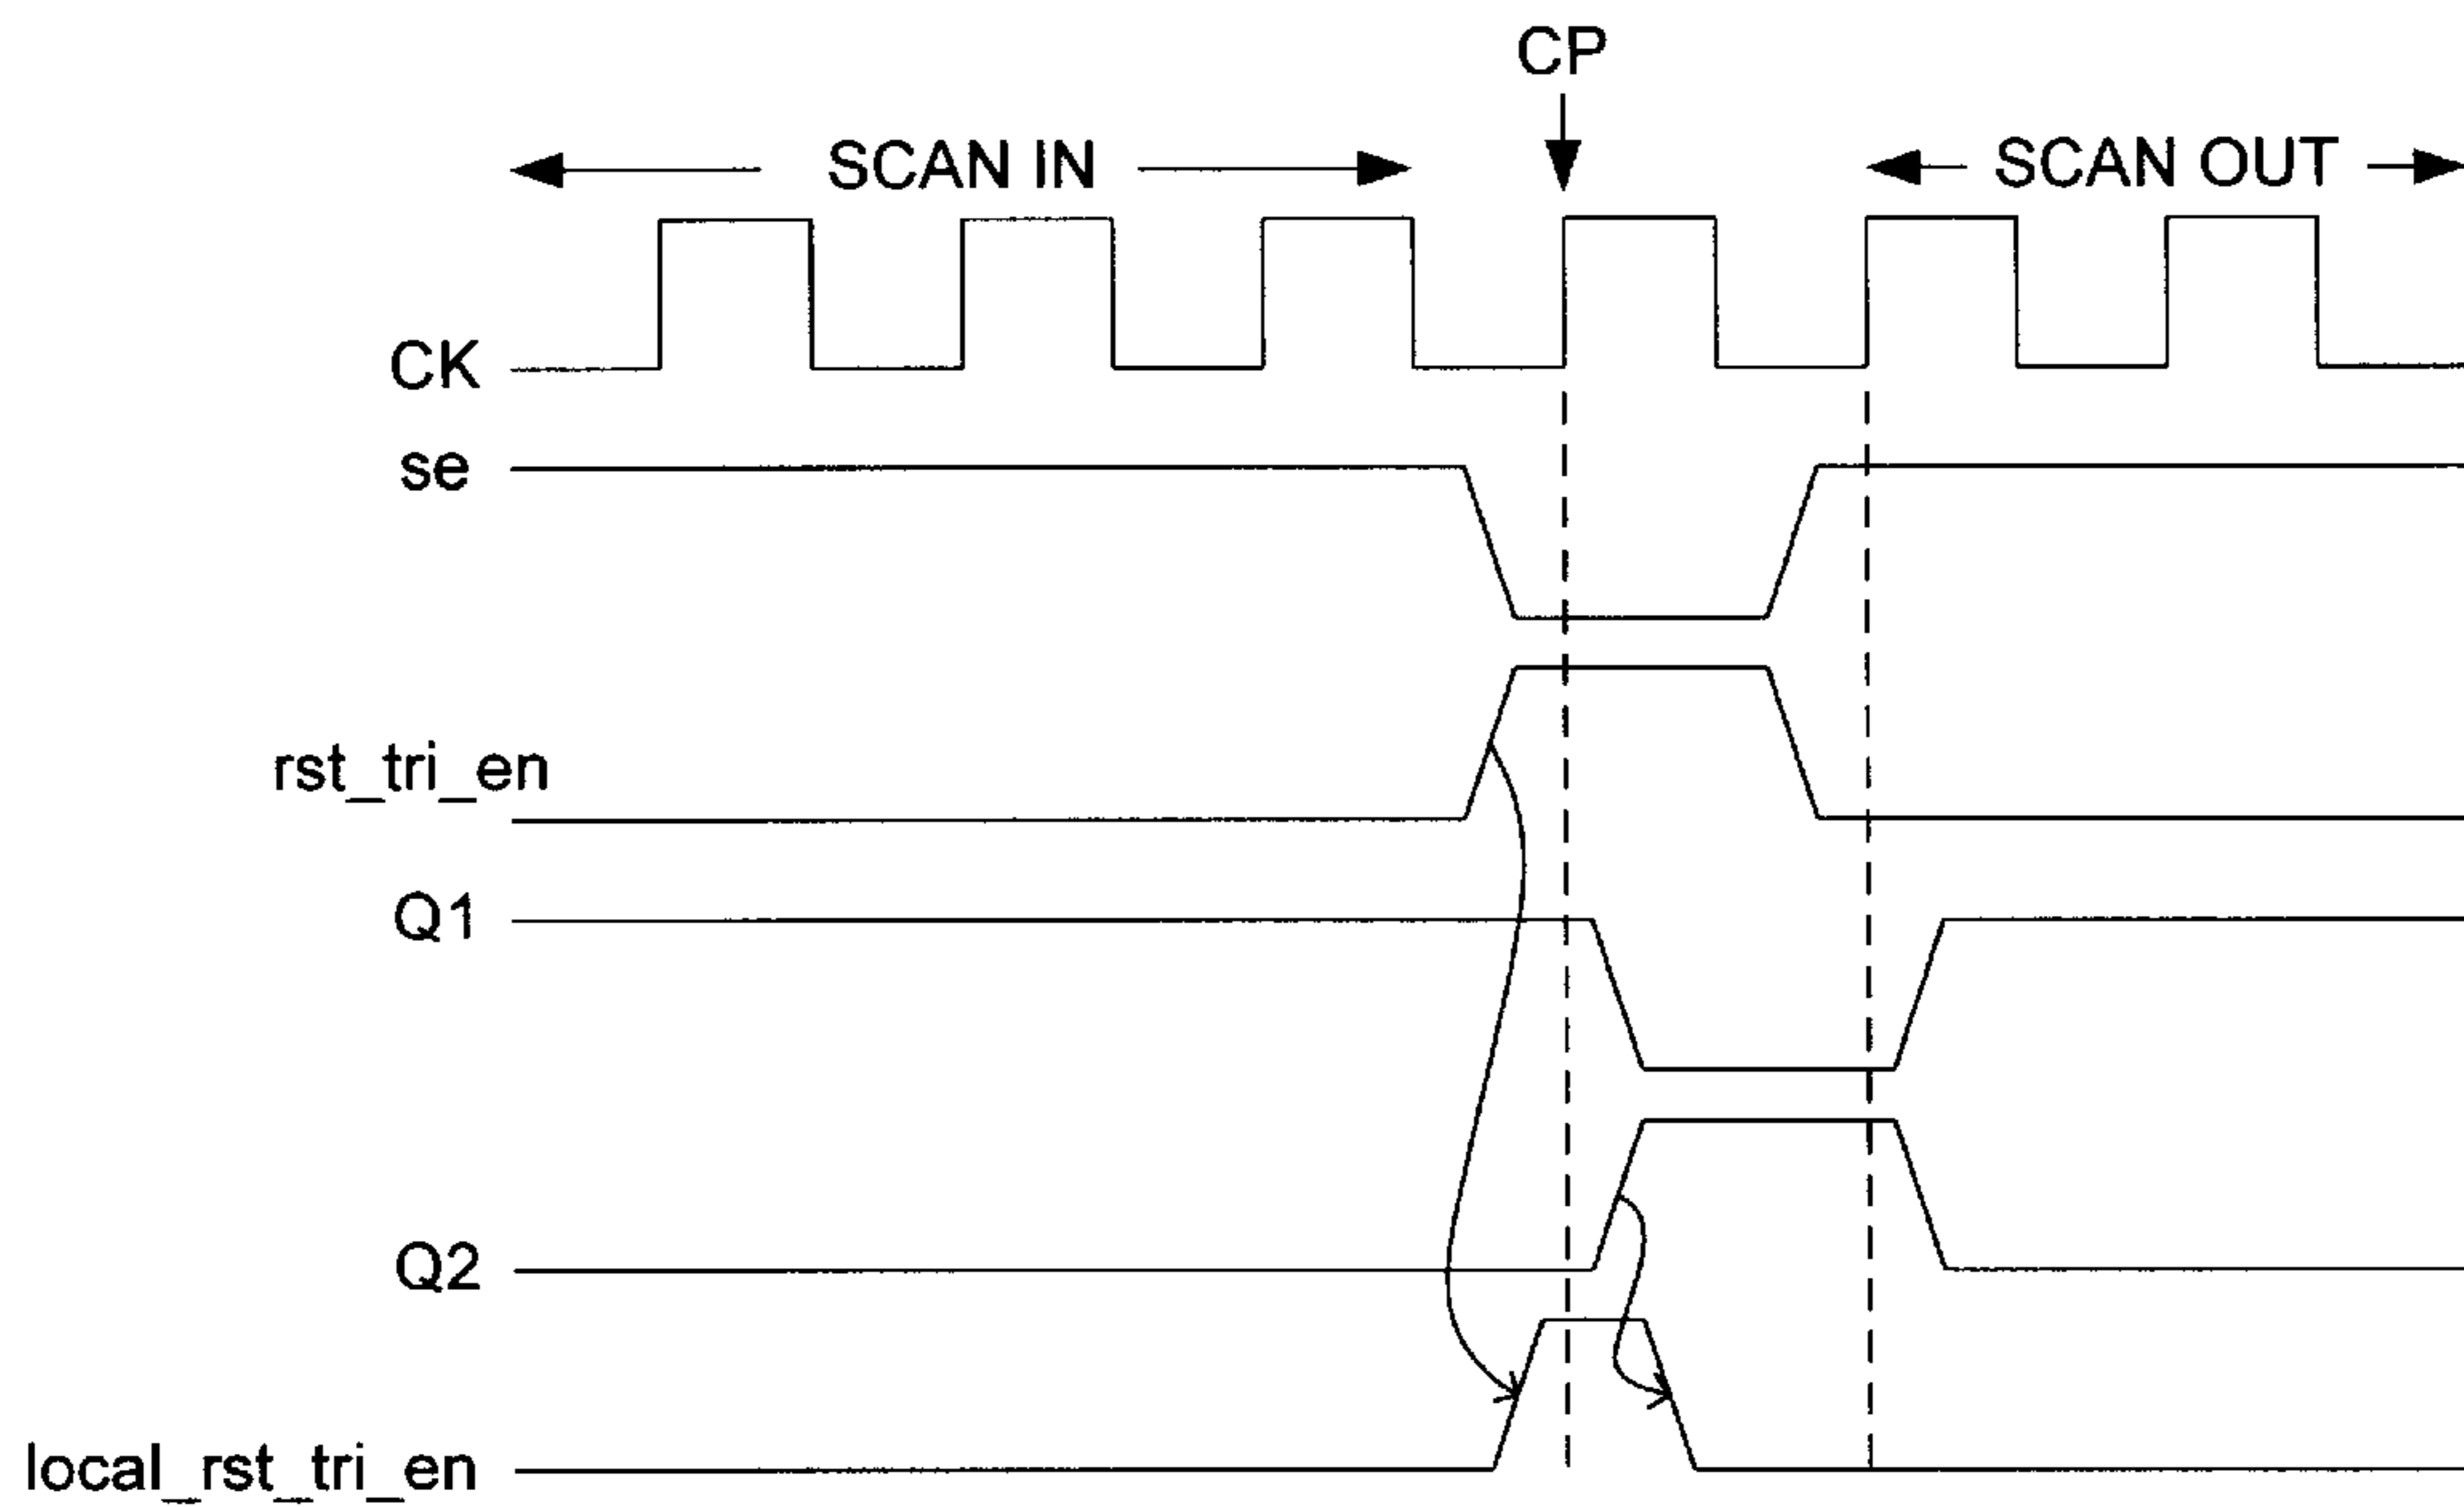 CP
SCAN IN
SCAN OUT
CK
se
rst_tri_en
Q1
Q2
local_rst_tri_en